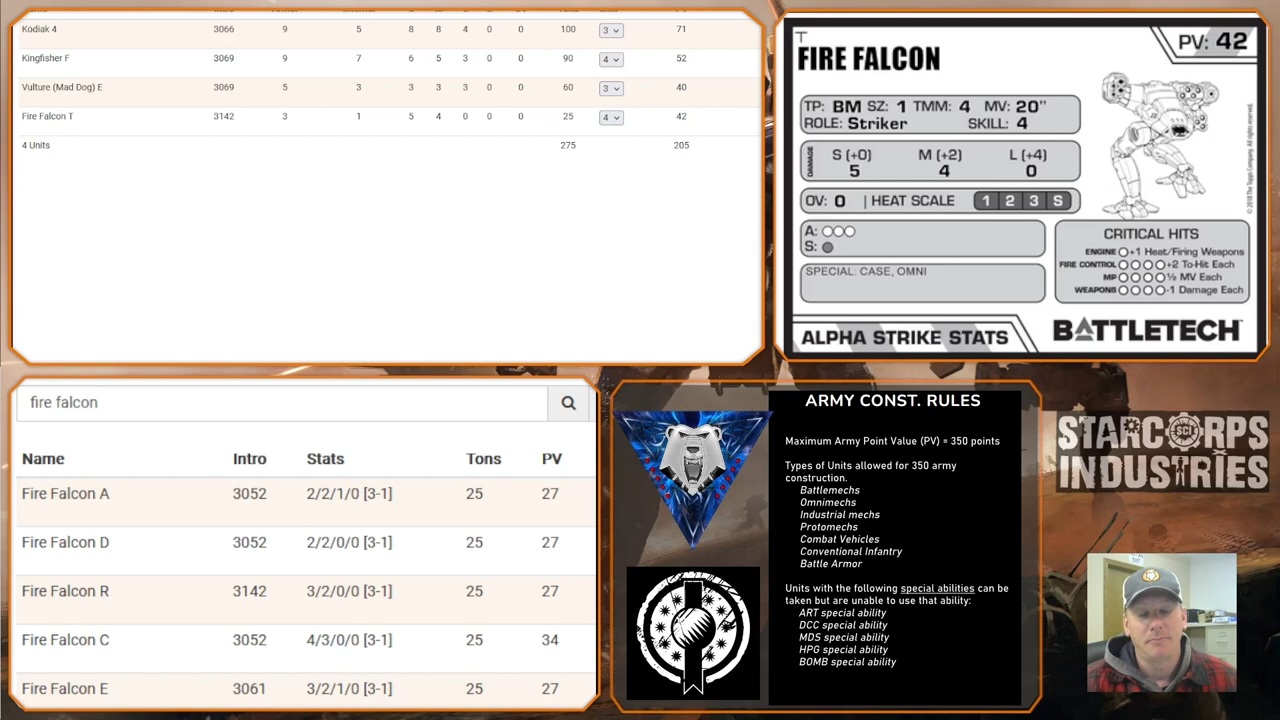 Kodiak 4 3066 9 5 8 8 4 0 0 100 3 71
Kingfisher F 3069 9 7 6 5 3 0 0 90 4 52
Vulture (Mad Dog) E 3069 5 3 3 3 3 0 0 60 3 40
Fire Falcon T 3142 3 1 5 4 0 0 0 25 4 42
4 Units 275 205
T
FIRE FALCON
PV: 42
TP: BM SZ: 1 TMM: 4 MV: 20"
ROLE: Striker SKILL: 4
DAMAGE
S (+0) M (+2) L (+4)
5 4 0
OV: 0 | HEAT SCALE 1 2 3 S
A:
S:
SPECIAL: CASE, OMNI
© 2018 The Topps Company. All rights reserved.
CRITICAL HITS
ENGINE +1 Heat/Firing Weapons
FIRE CONTROL +2 To-Hit Each
MP ½ MV Each
WEAPONS -1 Damage Each
ALPHA STRIKE STATS
BATTLETECH
fire falcon
Name Intro Stats Tons PV
Fire Falcon A 3052 2/2/1/0 [3-1] 25 27
Fire Falcon D 3052 2/2/0/0 [3-1] 25 27
Fire Falcon R 3142 3/2/0/0 [3-1] 25 27
Fire Falcon C 3052 4/3/0/0 [3-1] 25 34
Fire Falcon E 3061 3/2/1/0 [3-1] 25 27
ARMY CONST. RULES
Maximum Army Point Value (PV) = 350 points
Types of Units allowed for 350 army
construction.
Battlemechs
Omnimechs
Industrial mechs
Protomechs
Combat Vehicles
Conventional Infantry
Battle Armor
Units with the following special abilities can be
taken but are unable to use that ability:
ART special ability
DCC special ability
MDS special ability
HPG special ability
BOMB special ability
STARCORPS
SCI
INDUSTRIES